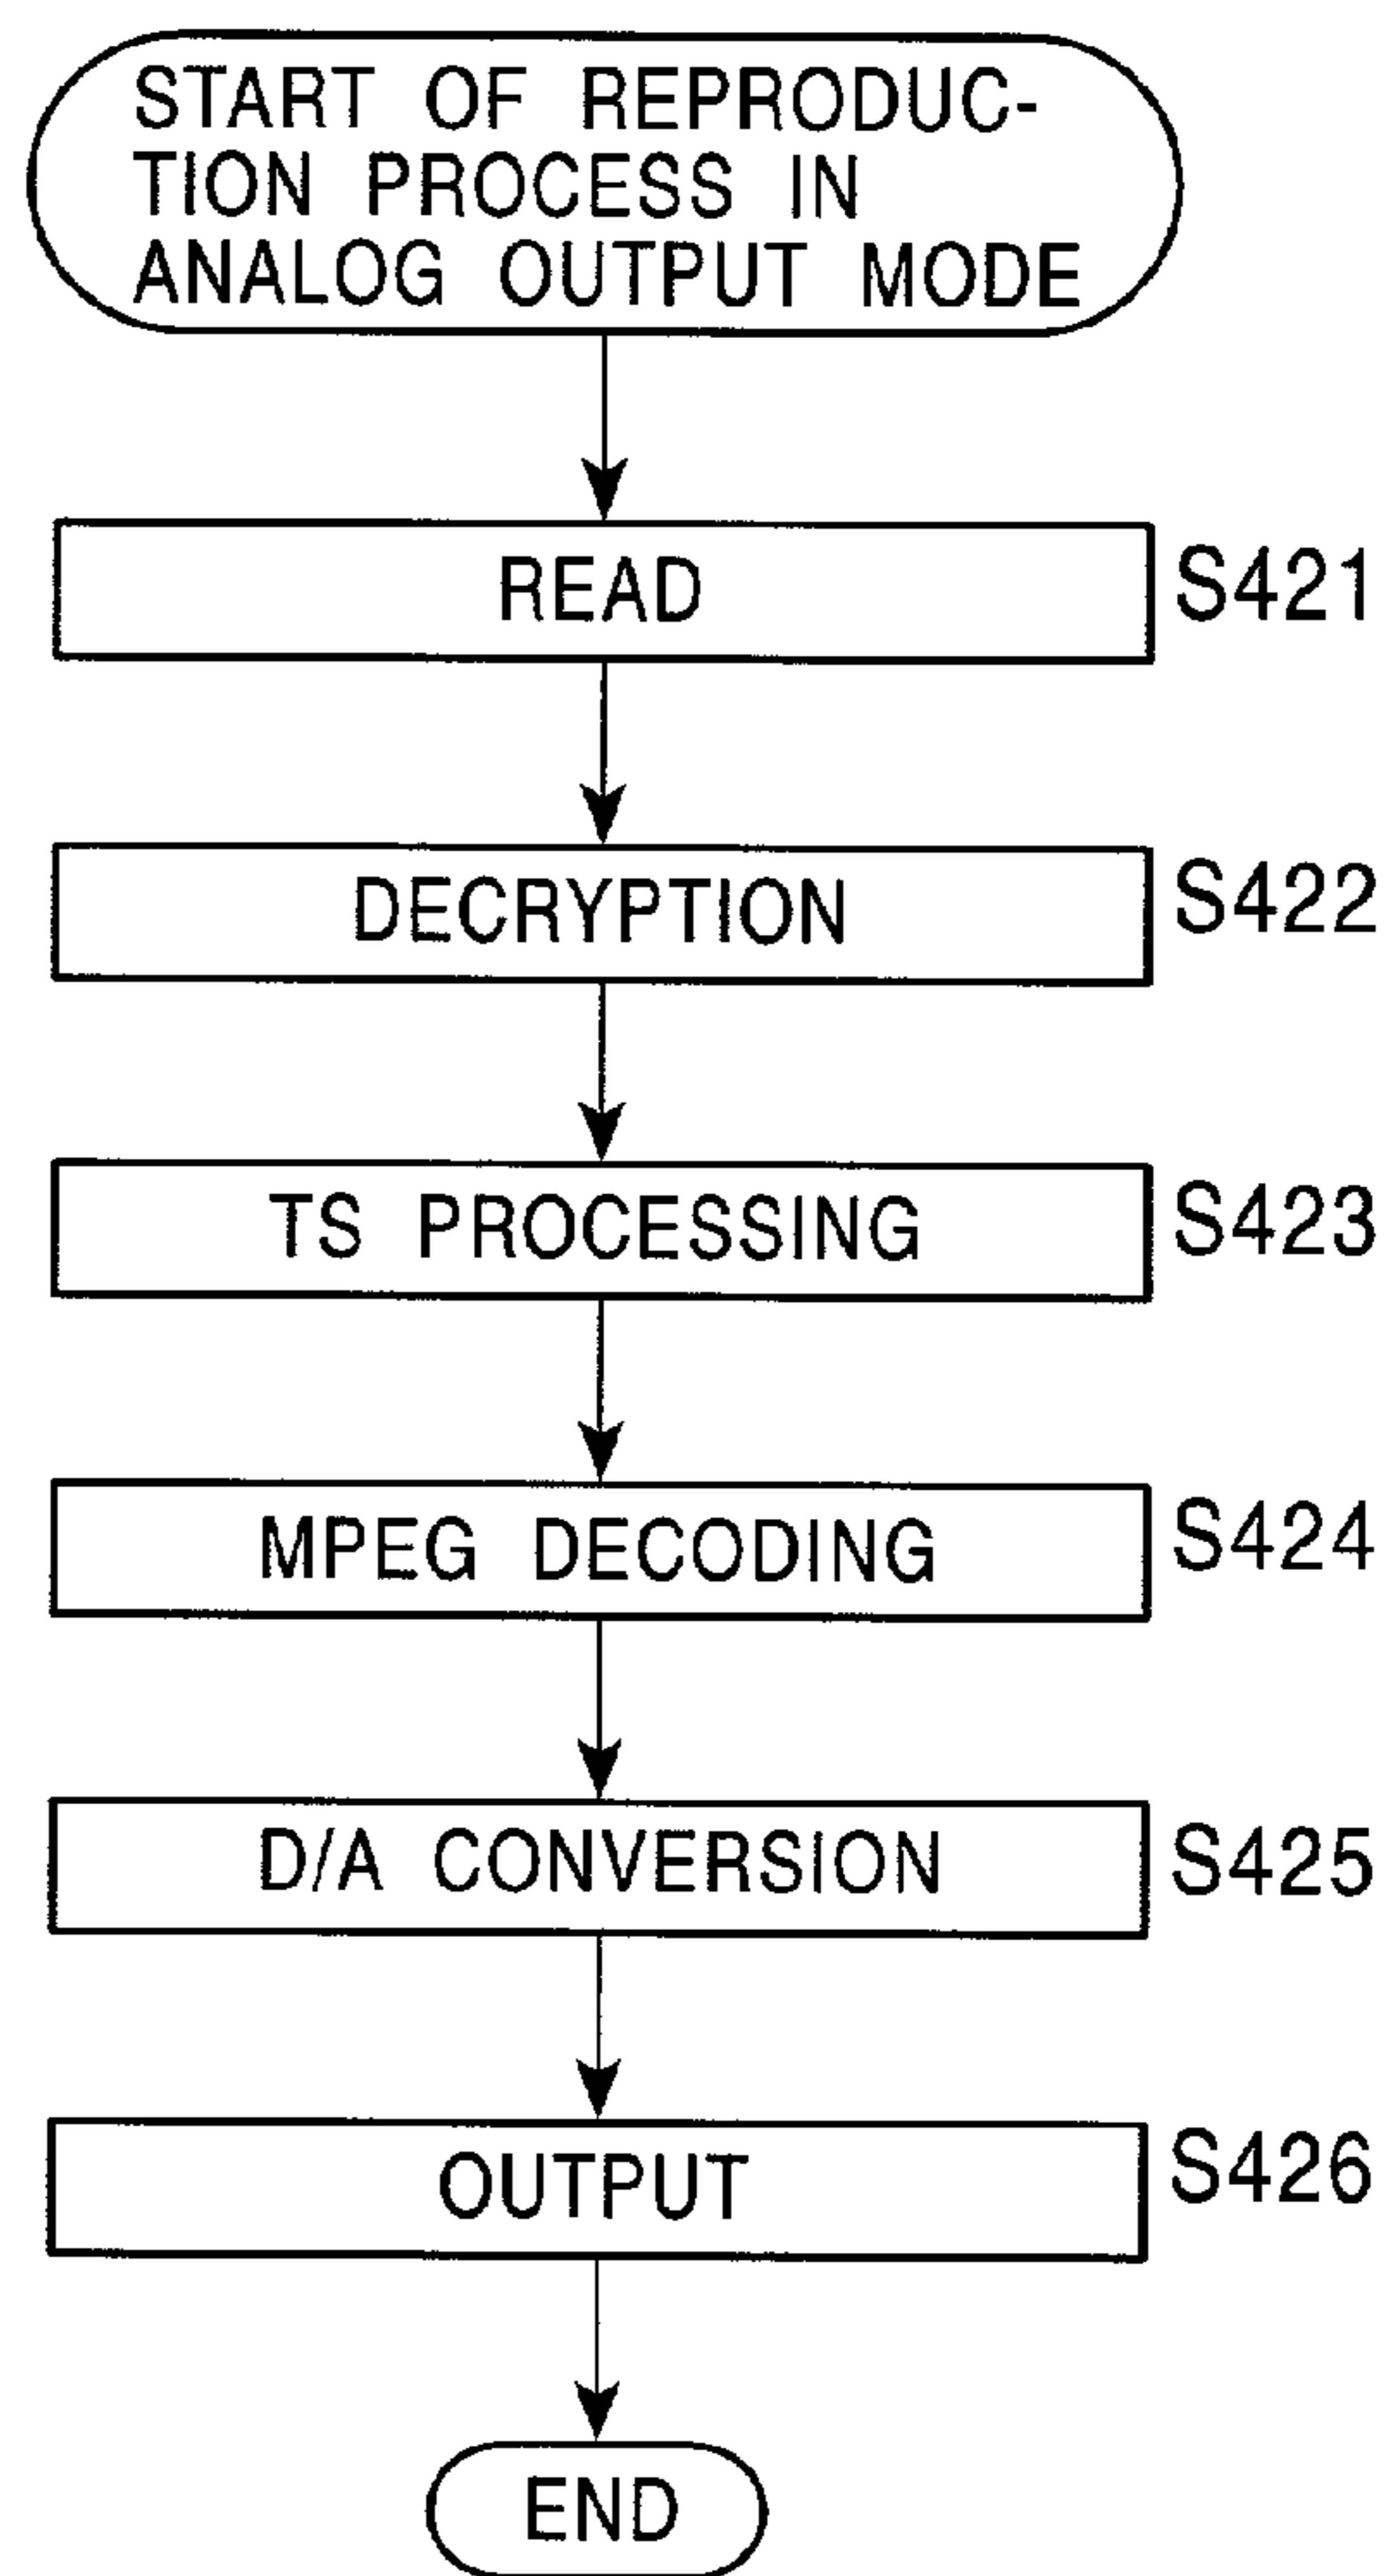 START OF REPRODUC-
TION PROCESS IN
ANALOG OUTPUT MODE
READ
S421
DECRYPTION
S422
TS PROCESSING
S423
MPEG DECODING
S424
D/A CONVERSION
S425
OUTPUT
S426
END